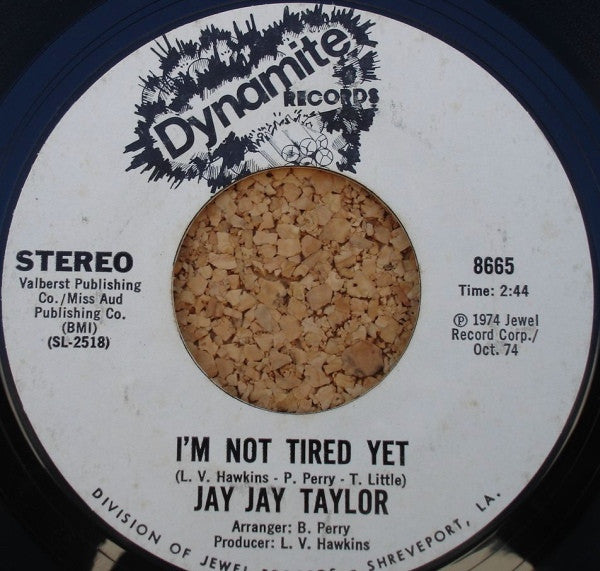 Dynamite
RECORDS
STEREO
Valberst Publishing
Co./Miss Aud
Publishing Co.
(BMI)
(SL-2518)
8665
Time: 2:44
℗ 1974 Jewel
Record Corp./
Oct. 74
I'M NOT TIRED YET
(L. V. Hawkins - P. Perry - T. Little)
JAY JAY TAYLOR
Arranger: B. Perry
Producer: L. V. Hawkins
DIVISION OF JEWEL RECORDS • SHREVEPORT, LA.